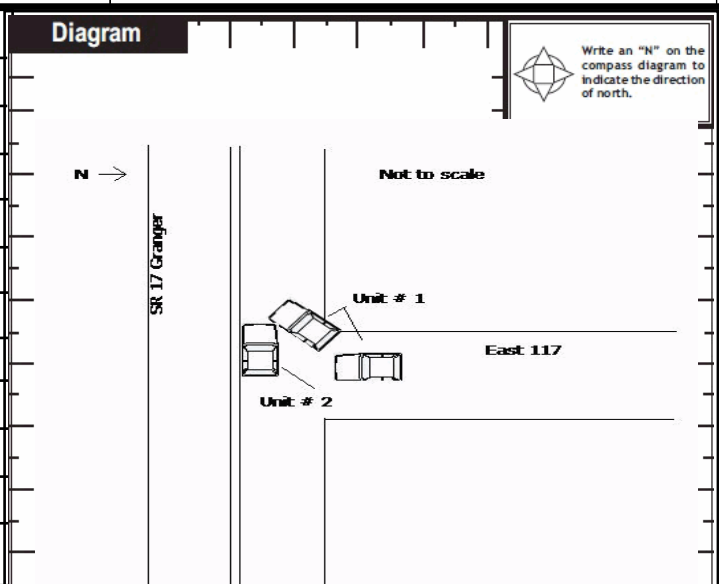 Diagram
Write an “N” on the
compass diagram to
indicate the direction
of north.
N
Not to scale
SR 17 Granger
Unit # 1
East 117
Unit # 2